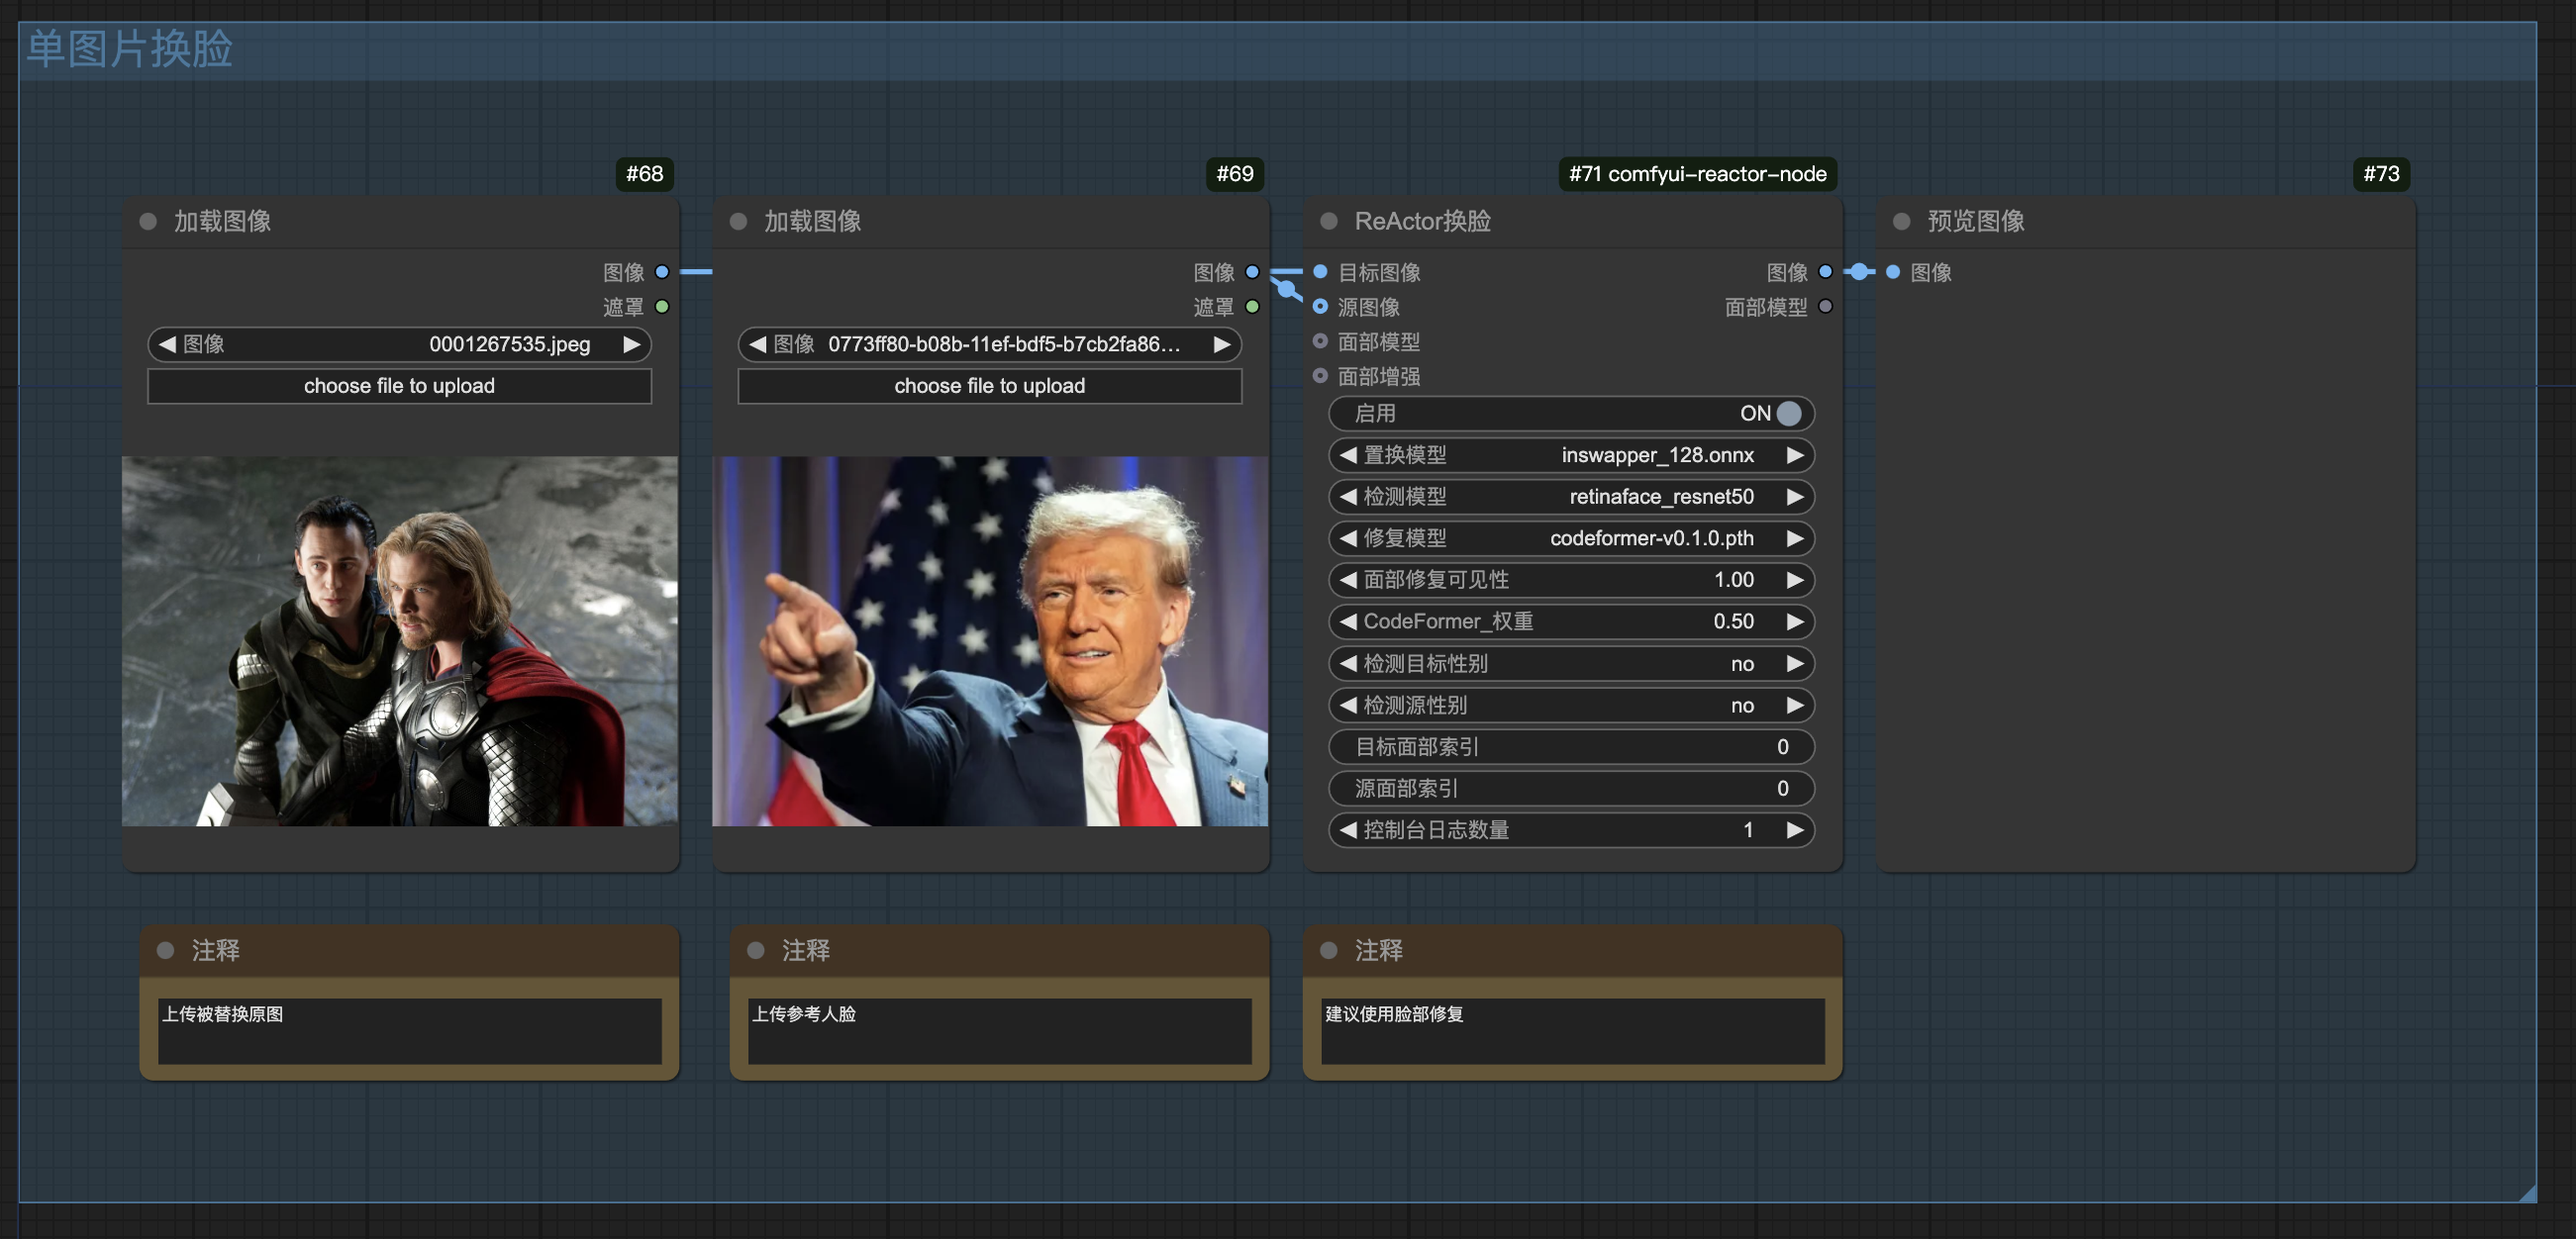 单图片换脸
#68
加载图像
图像
遮罩
图像 0001267535.jpeg
choose file to upload
#69
加载图像
图像
遮罩
图像 0773ff80-b08b-11ef-bdf5-b7cb2fa86...
choose file to upload
#71 comfyui-reactor-node
ReActor换脸
目标图像 图像
源图像 面部模型
面部模型
面部增强
启用 ON
置换模型 inswapper_128.onnx
检测模型 retinaface_resnet50
修复模型 codeformer-v0.1.0.pth
面部修复可见性 1.00
CodeFormer_权重 0.50
检测目标性别 no
检测源性别 no
目标面部索引 0
源面部索引 0
控制台日志数量 1
#73
预览图像
图像
注释
上传被替换原图
注释
上传参考人脸
注释
建议使用脸部修复